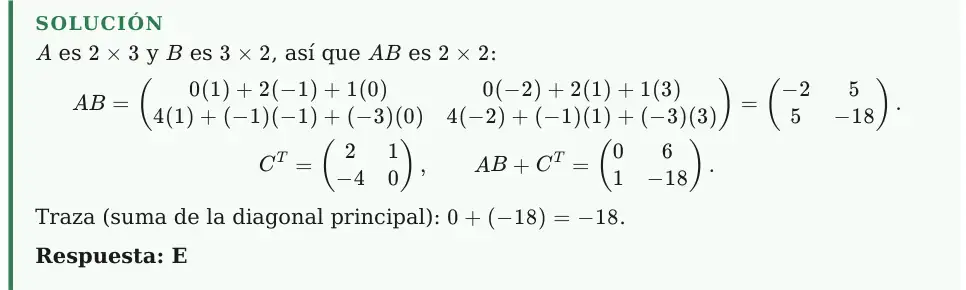 SOLUCIÓN
A es 2 × 3 y B es 3 × 2, así que AB es 2 × 2:
AB = ( 0(1) + 2(−1) + 1(0) 0(−2) + 2(1) + 1(3) ) = ( −2 5 ) .
4(1) + (−1)(−1) + (−3)(0) 4(−2) + (−1)(1) + (−3)(3) 5 −18
C^T = ( 2 1 ) , AB + C^T = ( 0 6 ) .
−4 0 1 −18
Traza (suma de la diagonal principal): 0 + (−18) = −18.
Respuesta: E